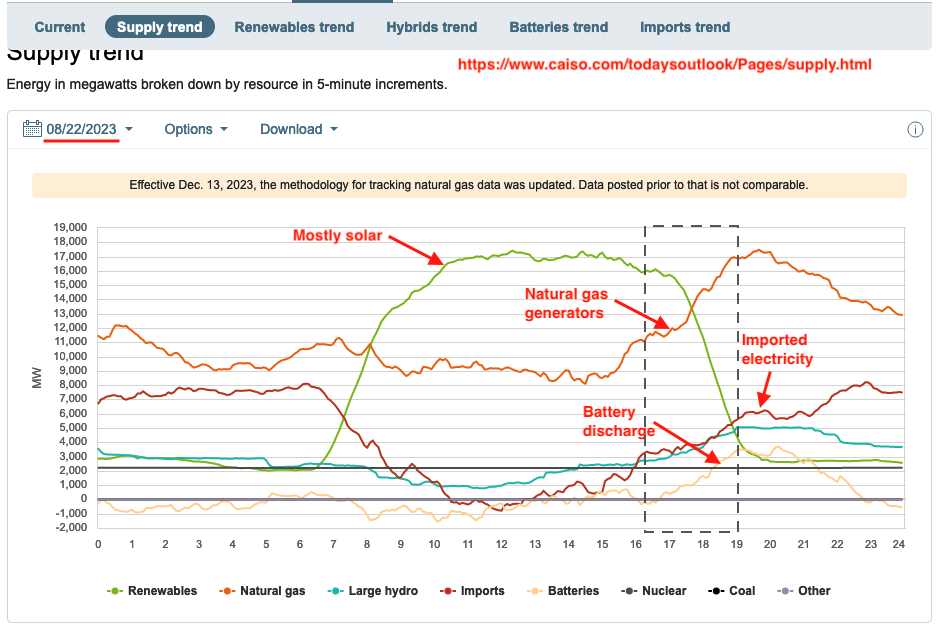 Current Supply trend Renewables trend Hybrids trend Batteries trend Imports trend
Supply trend
https://www.caiso.com/todaysoutlook/Pages/supply.html
Energy in megawatts broken down by resource in 5-minute increments.
08/22/2023 Options Download
Effective Dec. 13, 2023, the methodology for tracking natural gas data was updated. Data posted prior to that is not comparable.
19,000
18,000
17,000
16,000
15,000
14,000
13,000
12,000
11,000
10,000
9,000
8,000
7,000
6,000
5,000
4,000
3,000
2,000
1,000
0
-1,000
-2,000
MW
Mostly solar
Natural gas
generators
Imported
electricity
Battery
discharge
0 1 2 3 4 5 6 7 8 9 10 11 12 13 14 15 16 17 18 19 20 21 22 23 24
Renewables Natural gas Large hydro Imports Batteries Nuclear Coal Other